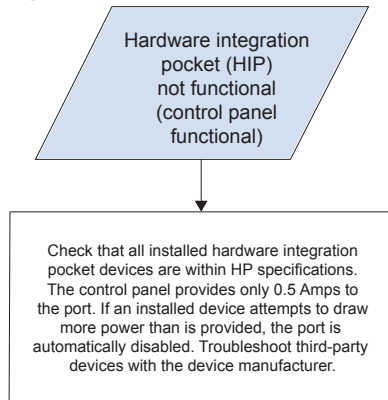 Hardware integration
pocket (HIP)
not functional
(control panel
functional)
Check that all installed hardware integration
pocket devices are within HP specifications.
The control panel provides only 0.5 Amps to
the port. If an installed device attempts to draw
more power than is provided, the port is
automatically disabled. Troubleshoot third-party
devices with the device manufacturer.